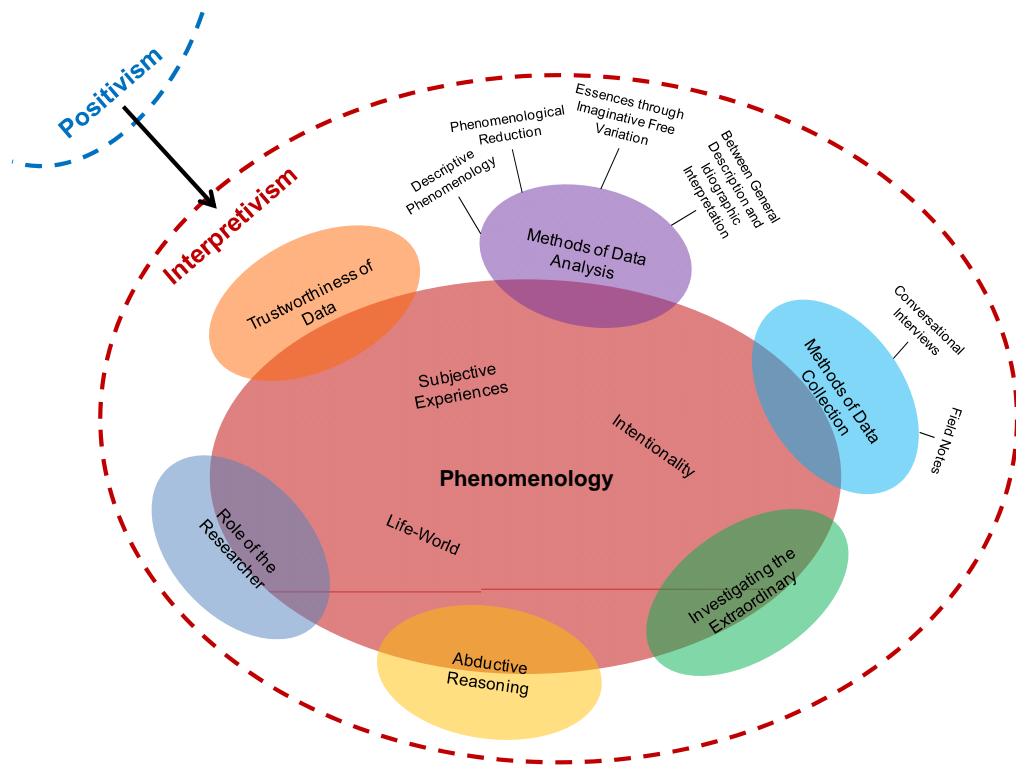 Positivism
Interpretivism
Descriptive
Phenomenology
Phenomenological
Reduction
Essences through
Imaginative Free
Variation
Between General
Description and
Idiographic
Interpretation
Methods of Data
Analysis
Trustworthiness of
Data
Conversational
Interviews
Methods of Data
Collection
Field Notes
Subjective
Experiences
Intentionality
Phenomenology
Life-World
Role of the
Researcher
Investigating the
Extraordinary
Abductive
Reasoning